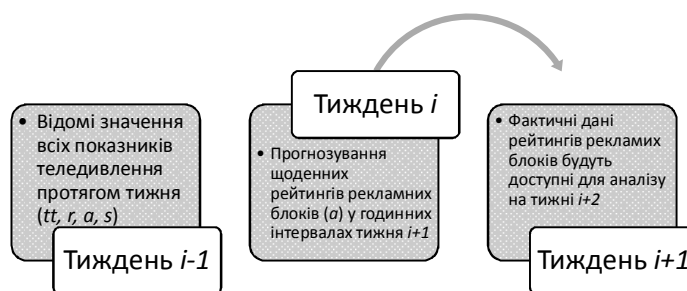 • Відомі значення
всіх показників
теледивлення
протягом тижня
(tt, r, a, s)
Тиждень i-1
Тиждень i
• Прогнозування
щоденних
рейтингів рекламних
блоків (a) у годинних
інтервалах тижня i+1
• Фактичні дані
рейтингів рекламих
блоків будуть
доступні для аналізу
на тижні i+2
Тиждень i+1